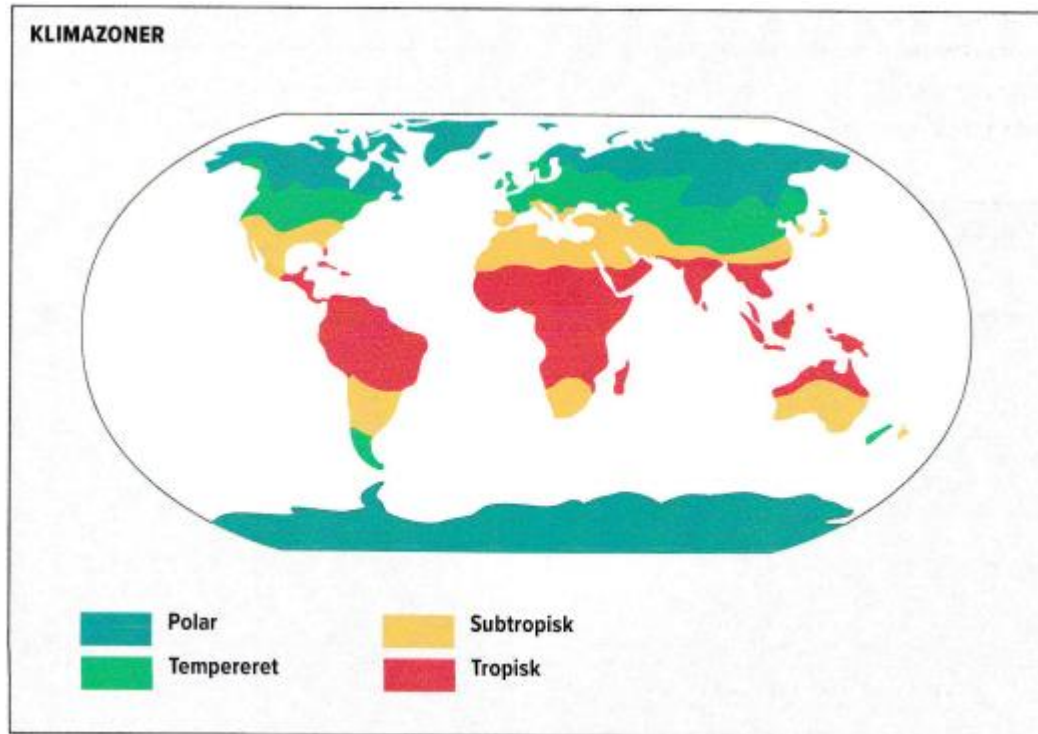 KLIMAZONER
Polar
Tempereret
Subtropisk
Tropisk